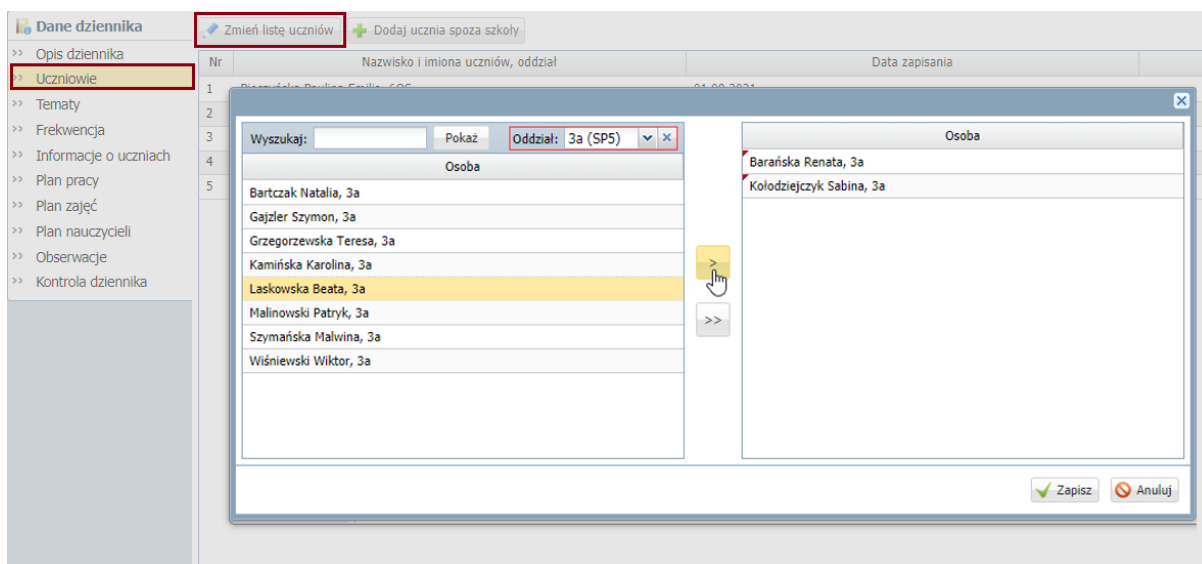 Dane dziennika
>> Opis dziennika
>> Uczniowie
>> Tematy
>> Frekwencja
>> Informacje o uczniach
>> Plan pracy
>> Plan zajęć
>> Plan nauczycieli
>> Obserwacje
>> Kontrola dziennika
Zmień listę uczniów Dodaj ucznia spoza szkoły
Nr Nazwisko i imiona uczniów, oddział Data zapisania
1
2
3
4
5
Wyszukaj: Pokaż Oddział: 3a (SP5)
Osoba
Bartczak Natalia, 3a
Gajzler Szymon, 3a
Grzegorzewska Teresa, 3a
Kamińska Karolina, 3a
Laskowska Beata, 3a
Malinowski Patryk, 3a
Szymańska Malwina, 3a
Wiśniewski Wiktor, 3a
>
>>
Osoba
Barańska Renata, 3a
Kołodziejczyk Sabina, 3a
Zapisz Anuluj